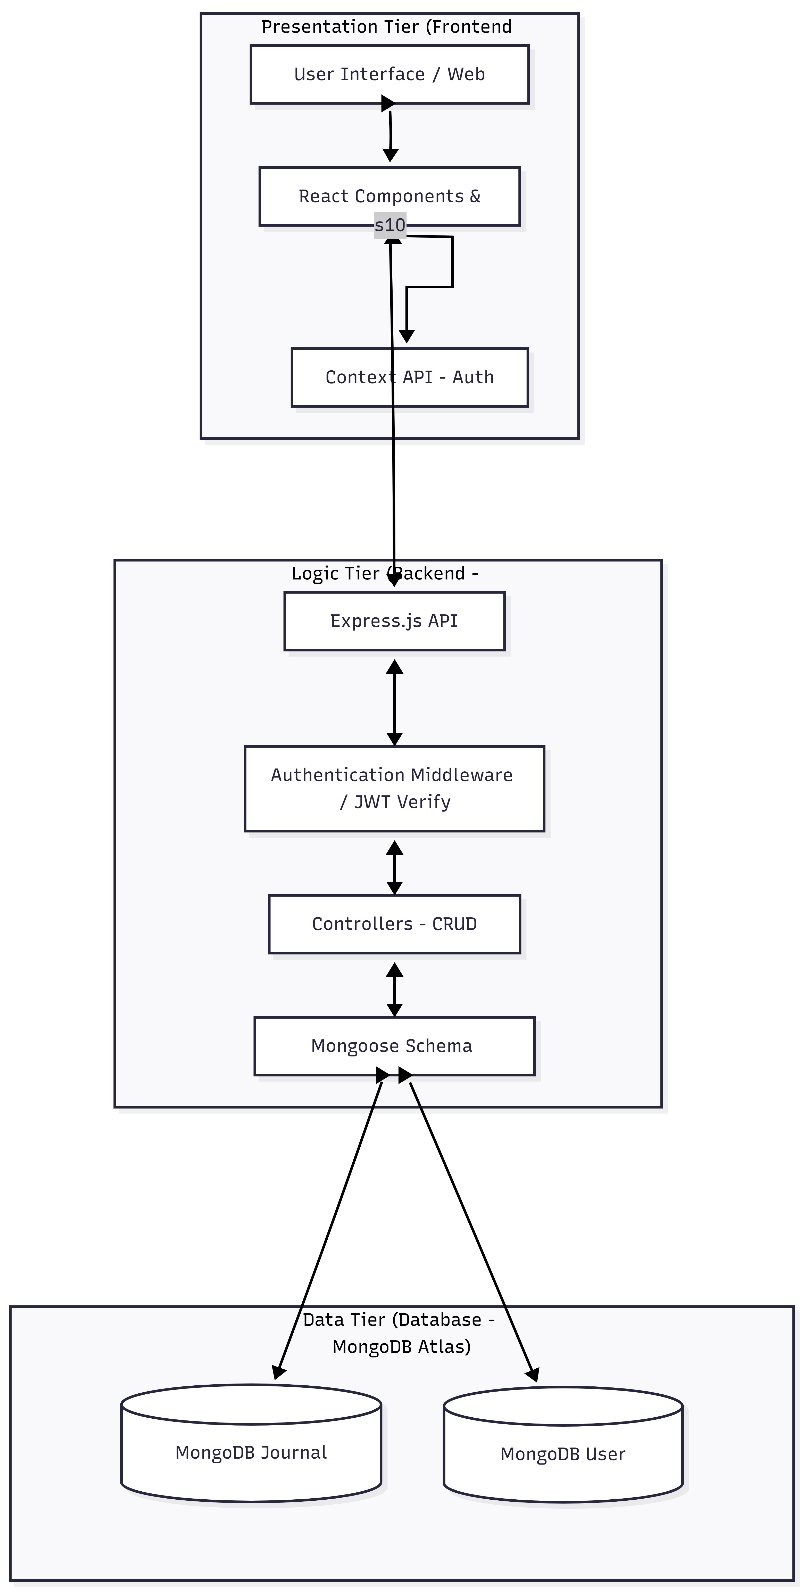 Presentation Tier (Frontend
User Interface / Web
React Components &
s10
Context API - Auth
Logic Tier (Backend -
Express.js API
Authentication Middleware
/ JWT Verify
Controllers - CRUD
Mongoose Schema
Data Tier (Database -
MongoDB Atlas)
MongoDB Journal
MongoDB User